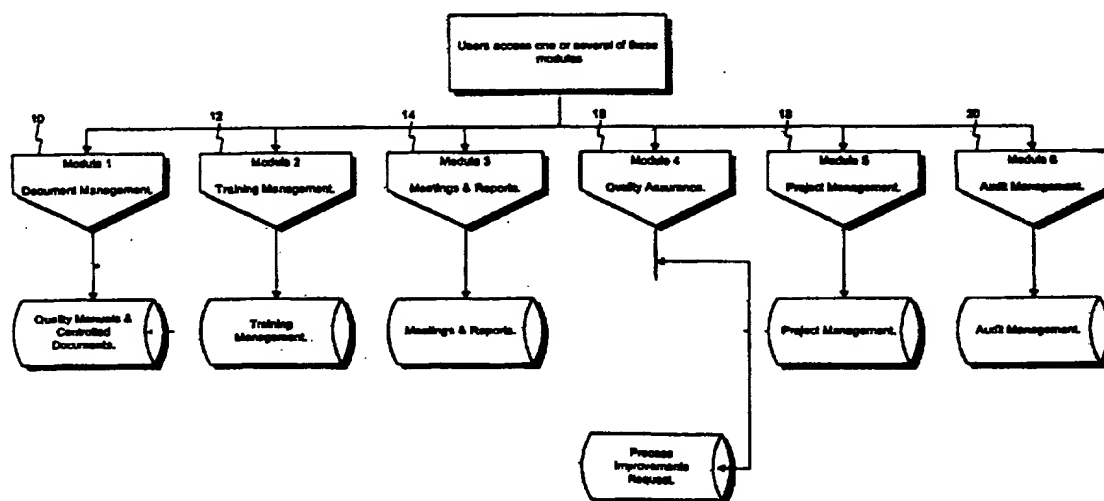 Users access one or several of these
modules
10
12
14
16
18
20
Module 1
Document Management.
Module 2
Training Management.
Module 3
Meetings & Reports.
Module 4
Quality Assurance.
Module 5
Project Management.
Module 6
Audit Management.
Quality Manuals &
Controlled
Documents.
Training
Management.
Meetings & Reports.
Project Management.
Audit Management.
Process
Improvements
Request.